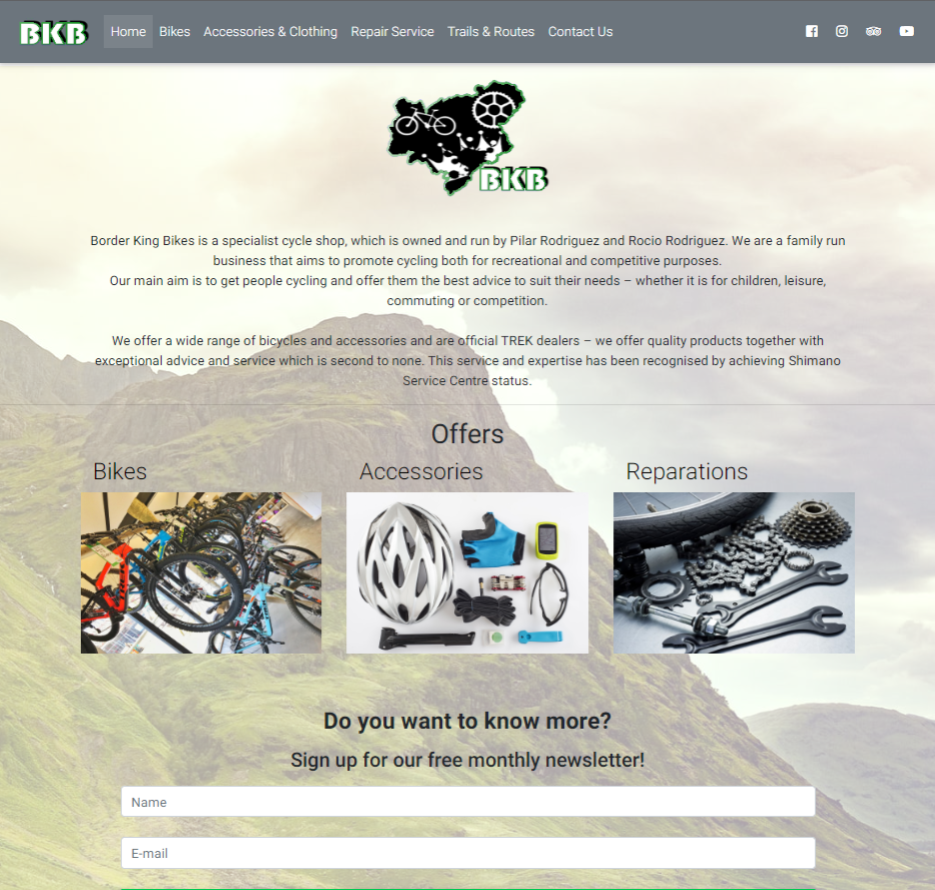 BKB
Home
Bikes
Accessories & Clothing
Repair Service
Trails & Routes
Contact Us
BKB
Border King Bikes is a specialist cycle shop, which is owned and run by Pilar Rodriguez and Rocio Rodriguez. We are a family run
business that aims to promote cycling both for recreational and competitive purposes.
Our main aim is to get people cycling and offer them the best advice to suit their needs – whether it is for children, leisure,
commuting or competition.
We offer a wide range of bicycles and accessories and are official TREK dealers – we offer quality products together with
exceptional advice and service which is second to none. This service and expertise has been recognised by achieving Shimano
Service Centre status.
Offers
Bikes
Accessories
Reparations
Do you want to know more?
Sign up for our free monthly newsletter!
Name
E-mail